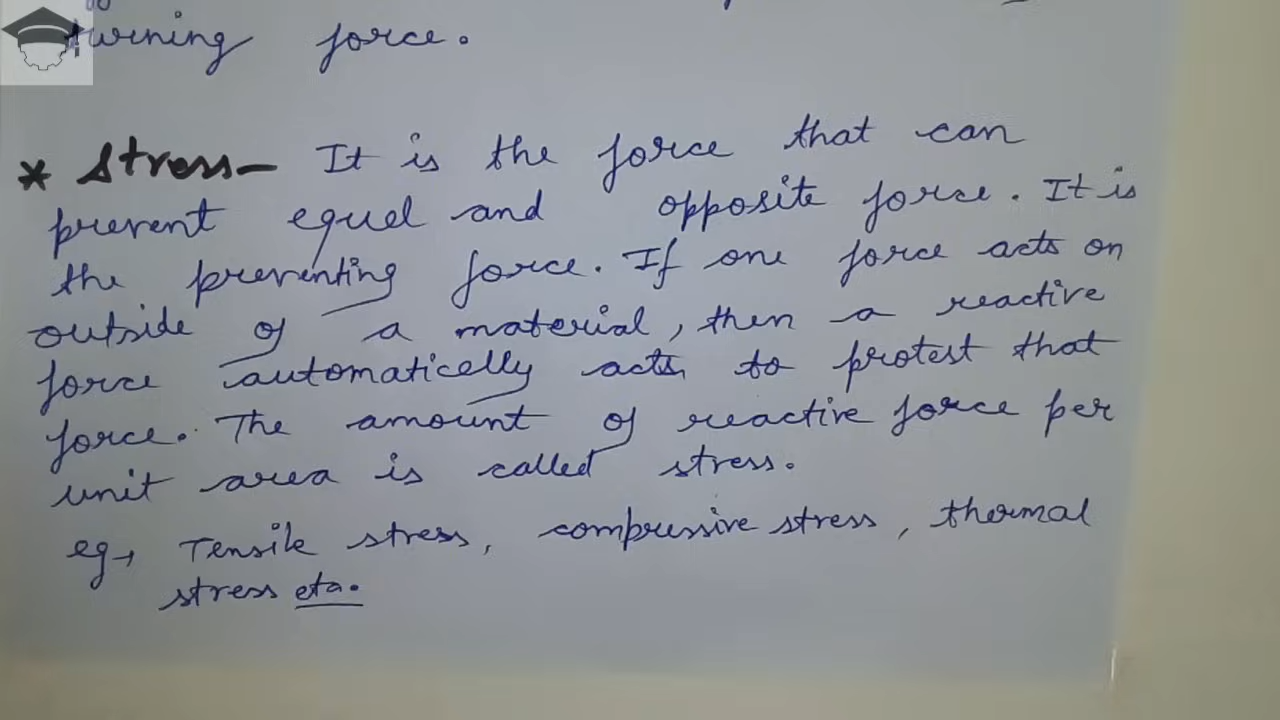 turning force.
* Stress- It is the force that can
prevent equel and opposite force. It is
the preventing force. If one force acts on
outside of a material, then a reactive
force automatically acts, to protest that
force. The amount of reactive force per
unit area is called stress.
eg→ Tensile stress, compressive stress, thermal
stress etc.